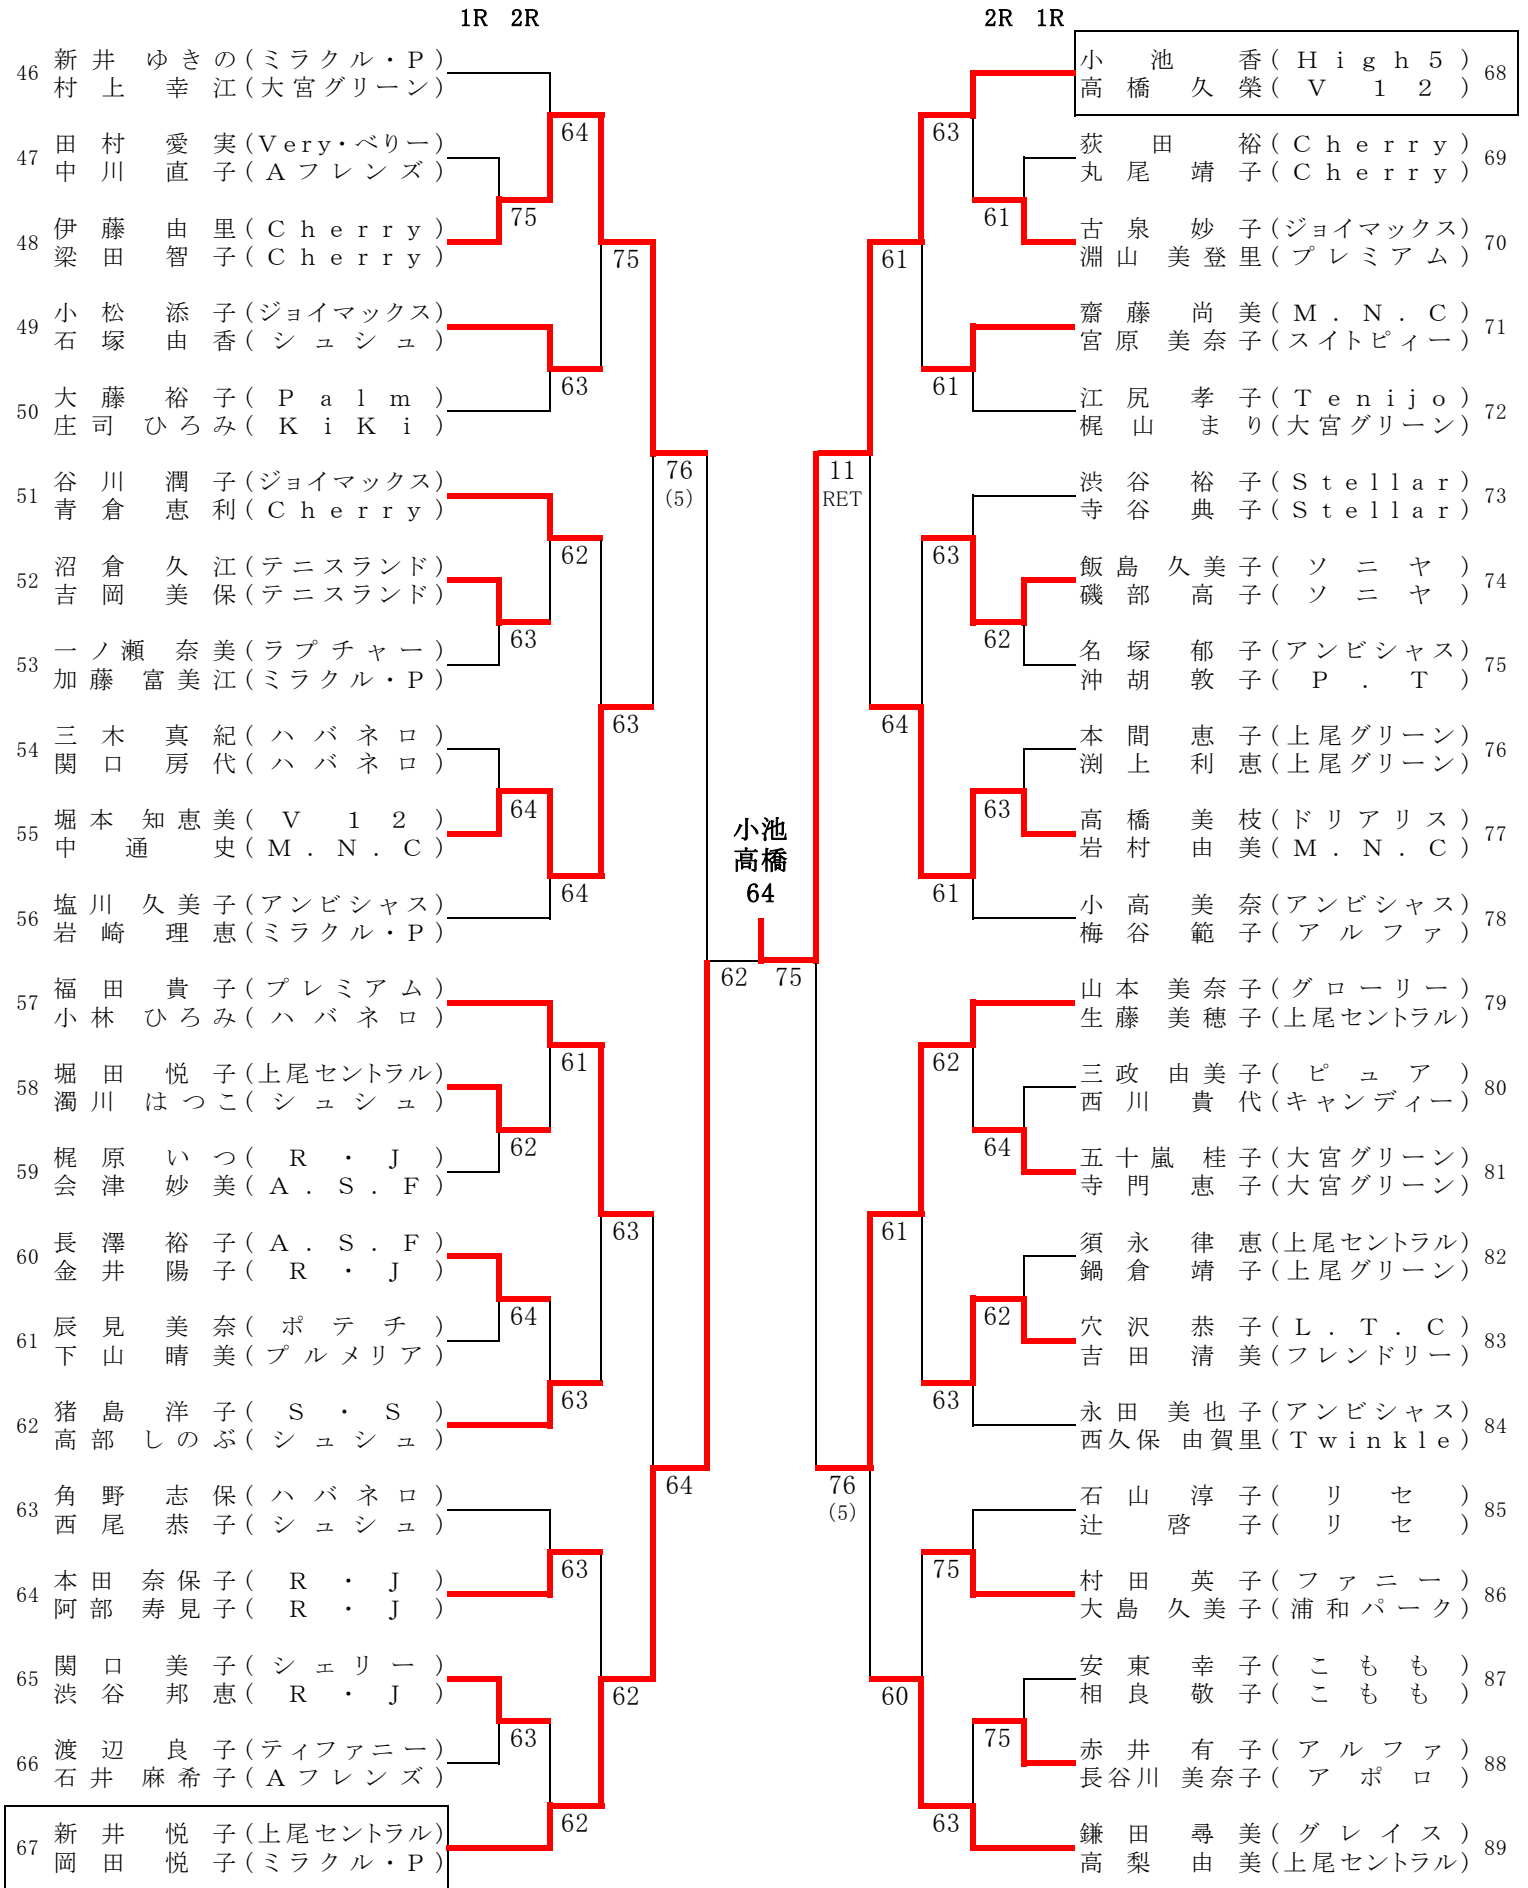 1R 2R
46 新井 ゆきの(ミラクル・P)
村上 幸江(大宮グリーン)
47 田村 愛実(Very・べりー)
中川 直子(Aフレンズ)
48 伊藤 由里(Cherry)
梁田 智子(Cherry)
49 小松 添子(ジョイマックス)
石塚 由香(シュシュ)
50 大藤 裕子(Palm)
庄司 ひろみ(KiKi)
51 谷川 潤子(ジョイマックス)
青倉 恵利(Cherry)
52 沼倉 久江(テニスランド)
吉岡 美保(テニスランド)
53 一ノ瀬 奈美(ラプチャー)
加藤 富美江(ミラクル・P)
54 三木 真紀(ハバネロ)
関口 房代(ハバネロ)
55 堀本 知恵美(V12)
中 通 史(M.N.C)
56 塩川 久美子(アンビシャス)
岩崎 理恵(ミラクル・P)
57 福田 貴子(プレミアム)
小林 ひろみ(ハバネロ)
58 堀田 悦子(上尾セントラル)
濁川 はつこ(シュシュ)
59 梶原 いつ(R・J)
会津 妙美(A.S.F)
60 長澤 裕子(A.S.F)
金井 陽子(R・J)
61 辰見 美奈(ポテチ)
下山 晴美(プルメリア)
62 猪島 洋子(S・S)
高部 しのぶ(シュシュ)
63 角野 志保(ハバネロ)
西尾 恭子(シュシュ)
64 本田 奈保子(R・J)
阿部 寿見子(R・J)
65 関口 美子(シェリー)
渋谷 邦恵(R・J)
66 渡辺 良子(ティファニー)
石井 麻希子(Aフレンズ)
67 新井 悦子(上尾セントラル)
岡田 悦子(ミラクル・P)
64
75
75
63
76
(5)
62
63
63
64
64
61
62
63
64
63
64
63
62
63
62
小池
高橋
64
62 75
2R 1R
小池 香(High5) 68
高橋 久榮(V12)
荻田 裕(Cherry) 69
丸尾 靖子(Cherry)
古泉 妙子(ジョイマックス) 70
淵山 美登里(プレミアム)
齋藤 尚美(M.N.C) 71
宮原 美奈子(スイトピィー)
江尻 孝子(Tenijo) 72
梶山 まり(大宮グリーン)
渋谷 裕子(Stellar) 73
寺谷 典子(Stellar)
飯島 久美子(ソニヤ) 74
磯部 高子(ソニヤ)
名塚 郁子(アンビシャス) 75
沖胡 敦子(P.T)
本間 恵子(上尾グリーン) 76
渕上 利恵(上尾グリーン)
高橋 美枝(ドリアリス) 77
岩村 由美(M.N.C)
小高 美奈(アンビシャス) 78
梅谷 範子(アルファ)
山本 美奈子(グローリー) 79
生藤 美穂子(上尾セントラル)
三政 由美子(ピュア) 80
西川 貴代(キャンディー)
五十嵐 桂子(大宮グリーン) 81
寺門 恵子(大宮グリーン)
須永 律恵(上尾セントラル) 82
鍋倉 靖子(上尾グリーン)
穴沢 恭子(L.T.C) 83
吉田 清美(フレンドリー)
永田 美也子(アンビシャス) 84
西久保 由賀里(Twinkle)
石山 淳子(リセ) 85
辻 啓子(リセ)
村田 英子(ファニー) 86
大島 久美子(浦和パーク)
安東 幸子(こもも) 87
相良 敬子(こもも)
赤井 有子(アルファ) 88
長谷川 美奈子(アポロ)
鎌田 尋美(グレイス) 89
高梨 由美(上尾セントラル)
63
61
61
61
11
RET
63
62
64
63
61
62
64
61
62
63
76
(5)
75
60
75
63